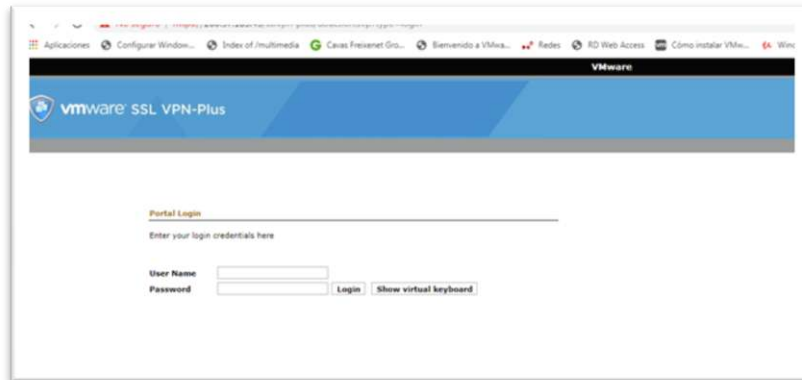 Aplicaciones Configurar Window... Index of /multimedia Cavas Freixenet Gro... Bienvenido a VMwa... Redes RD Web Access Cómo instalar VMw... Winc
VMware
vmware SSL VPN-Plus
Portal Login
Enter your login credentials here
User Name
Password Login Show virtual keyboard